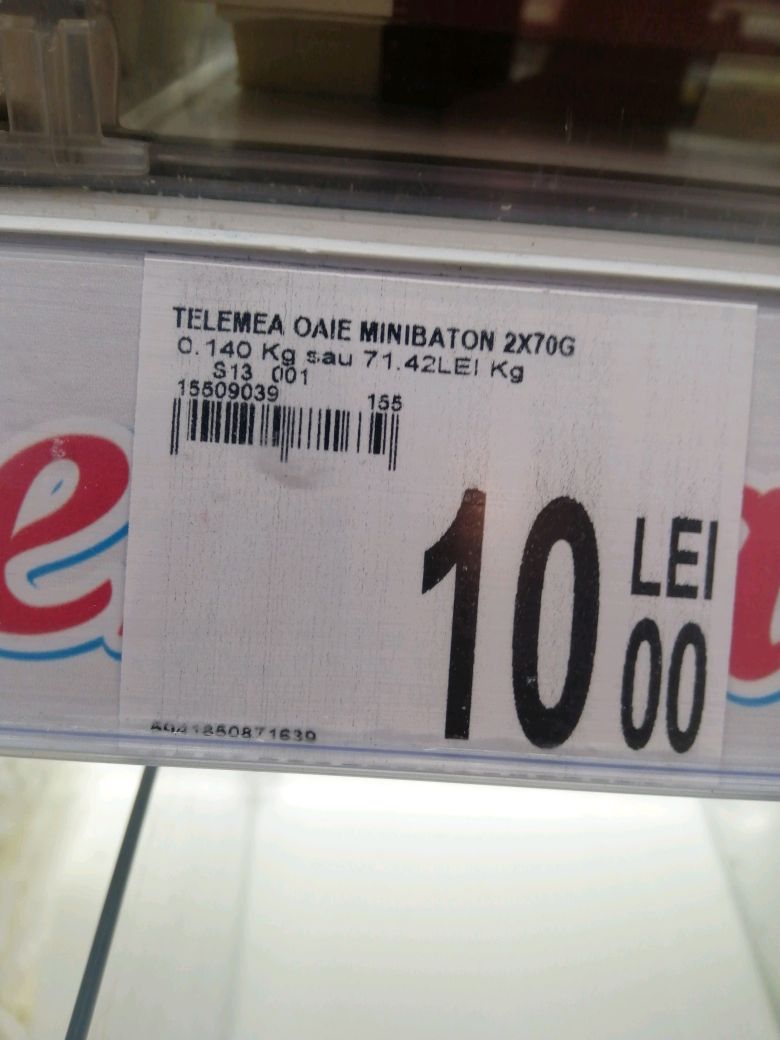 TELEMEA OAIE MINIBATON 2X70G
0.140 Kg sau 71.42LEI Kg
S13 001
15509039 155
10 LEI 00
5941850871639